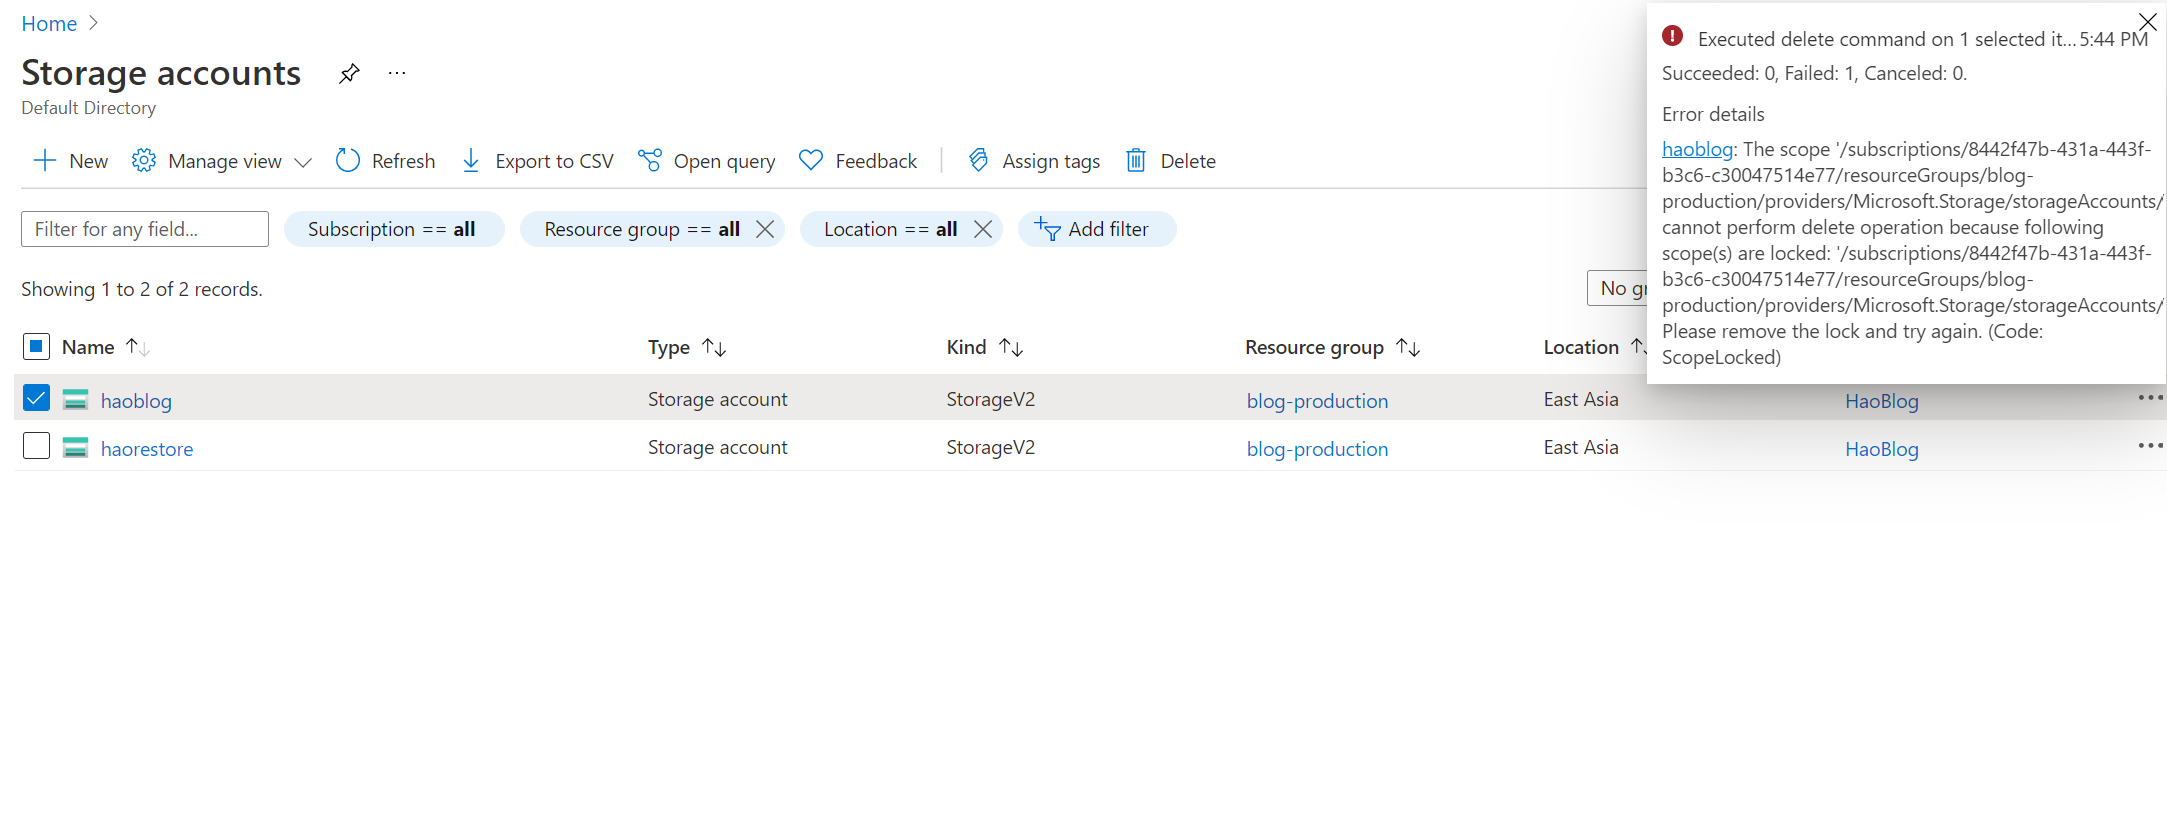 Home
Storage accounts
Default Directory
New Manage view Refresh Export to CSV Open query Feedback Assign tags Delete
Filter for any field... Subscription == all Resource group == all Location == all Add filter
Showing 1 to 2 of 2 records.
No
Name Type Kind Resource group Location
haoblog Storage account StorageV2 blog-production East Asia HaoBlog
haorestore Storage account StorageV2 blog-production East Asia HaoBlog
Executed delete command on 1 selected it... 5:44 PM
Succeeded: 0, Failed: 1, Canceled: 0.
Error details
haoblog: The scope '/subscriptions/8442f47b-431a-443f-
b3c6-c30047514e77/resourceGroups/blog-
production/providers/Microsoft.Storage/storageAccounts/
cannot perform delete operation because following
scope(s) are locked: '/subscriptions/8442f47b-431a-443f-
b3c6-c30047514e77/resourceGroups/blog-
production/providers/Microsoft.Storage/storageAccounts/
Please remove the lock and try again. (Code:
ScopeLocked)